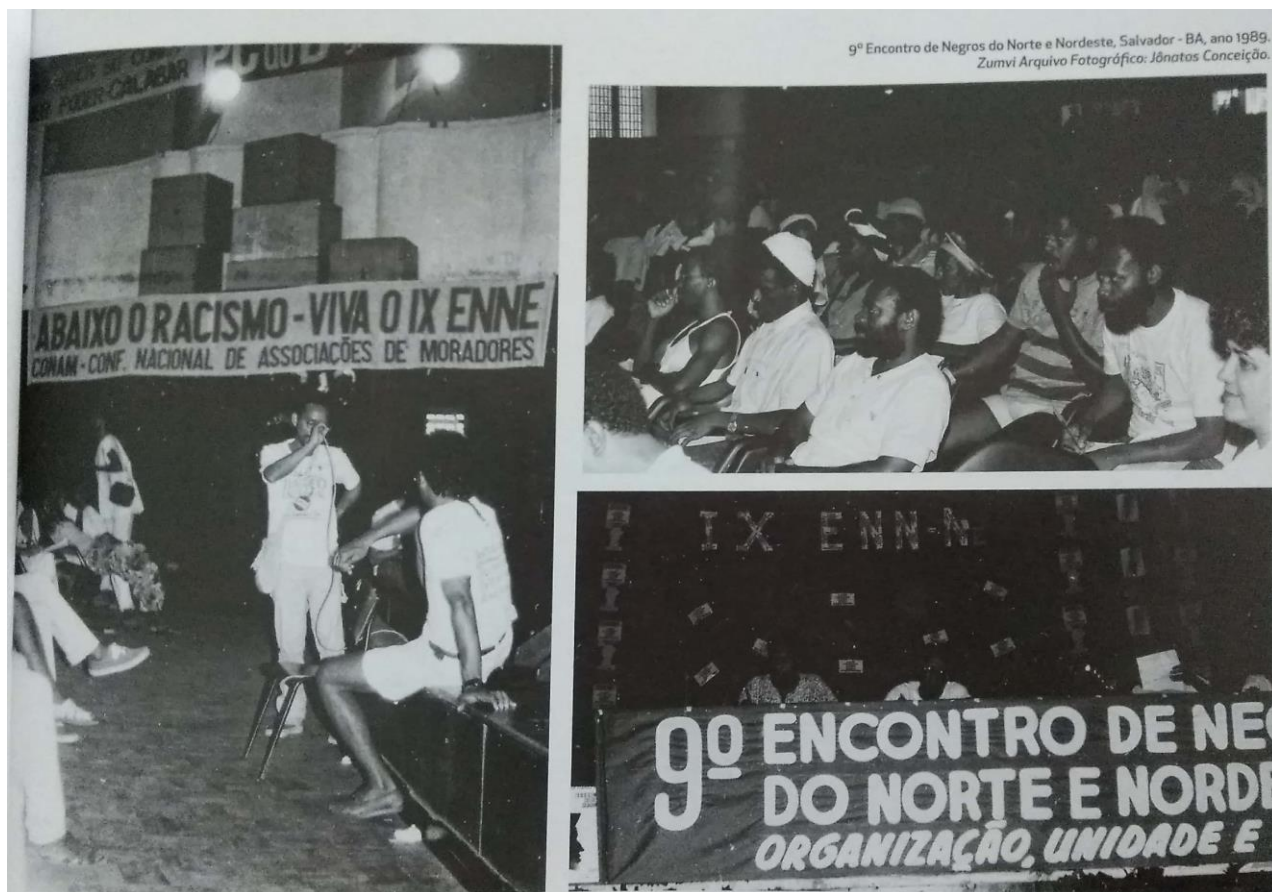 9º Encontro de Negros do Norte e Nordeste, Salvador - BA, ano 1989.
Zumvi Arquivo Fotográfico: Jônatas Conceição.
PODER-CALABAR
PC do B
ABAIXO O RACISMO - VIVA O IX ENNE
CONAM - CONF. NACIONAL DE ASSOCIAÇÕES DE MORADORES
IX ENN-N
9º ENCONTRO DE NEG
DO NORTE E NORDE
ORGANIZAÇÃO, UNIDADE E